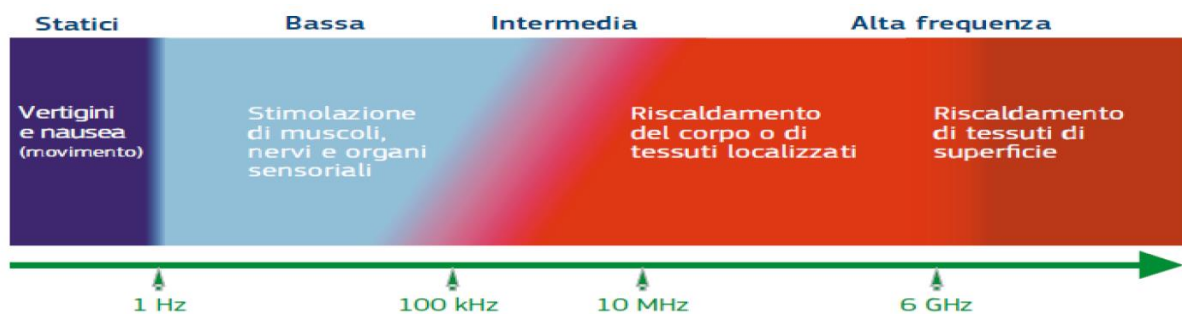 Statici
Bassa
Intermedia
Alta frequenza
Vertigini
e nausea
(movimento)
Stimolazione
di muscoli,
nervi e organi
sensoriali
Riscaldamento
del corpo o di
tessuti localizzati
Riscaldamento
di tessuti di
superficie
1 Hz
100 kHz
10 MHz
6 GHz